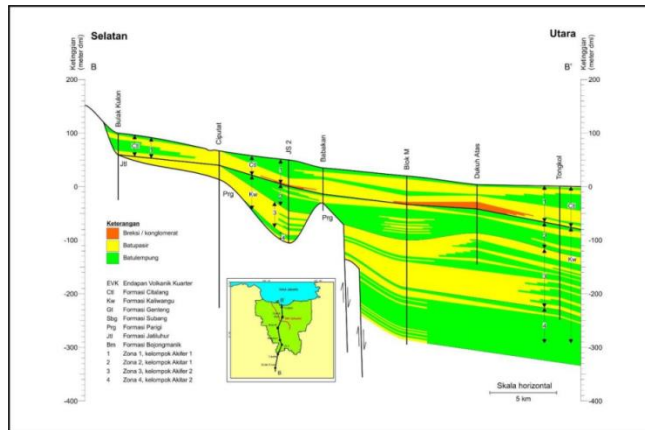 Selatan
Utara
Ketinggian
(meter dml)
B
Ketinggian
(meter dml)
B'
200
100
0
-100
-200
-300
-400
200
100
0
-100
-200
-300
-400
Bulak Kulon
Ciputat
JS 2
Babakan
Blok M
Dukuh Atas
Tongkol
Jtl
Prg
Kw
3
Prg
Ctl
Kw
Keterangan
Breksi / konglomerat
Batupasir
Batulempung
EVK Endapan Volkanik Kuarter
Ctl Formasi Citalang
Kw Formasi Kaliwangu
Gt Formasi Genteng
Sbg Formasi Subang
Prg Formasi Parigi
Jtl Formasi Jatiluhur
Bm Formasi Bojongmanik
1 Zona 1, kelompok Akifer 1
2 Zona 2, kelompok Akifer 1
3 Zona 3, kelompok Akifer 2
4 Zona 4, kelompok Akifer 2
Skala horizontal
5 km